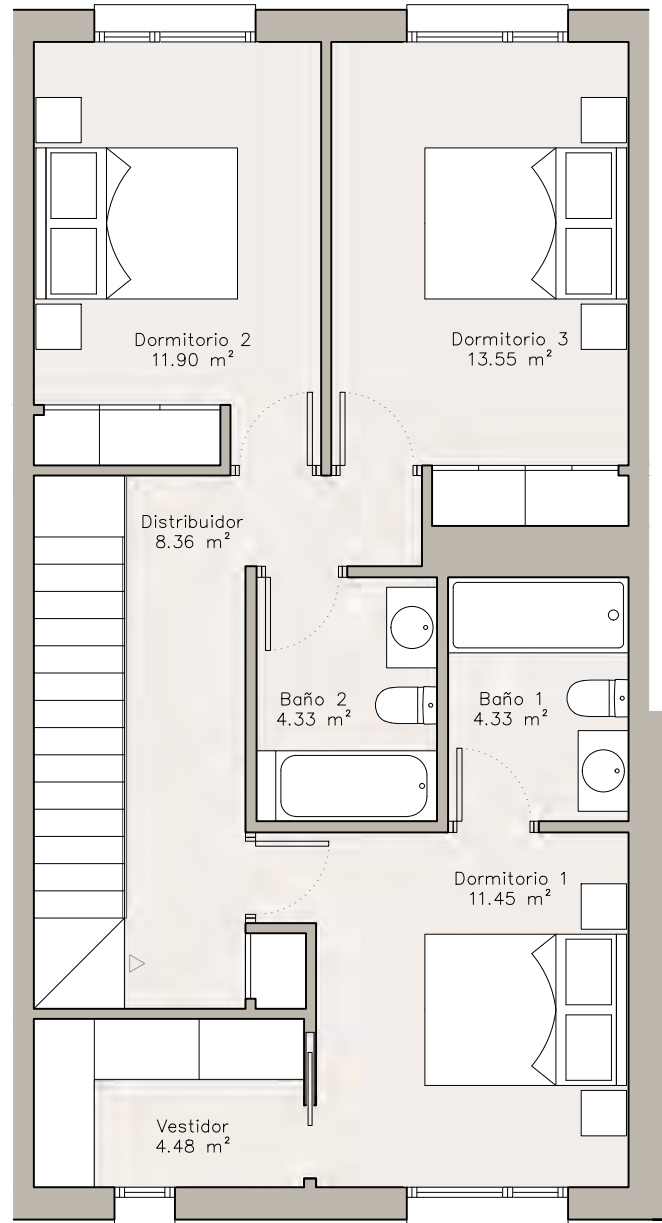 Dormitorio 2
11.90 m²
Dormitorio 3
13.55 m²
Distribuidor
8.36 m²
Baño 2
4.33 m²
Baño 1
4.33 m²
Dormitorio 1
11.45 m²
Vestidor
4.48 m²